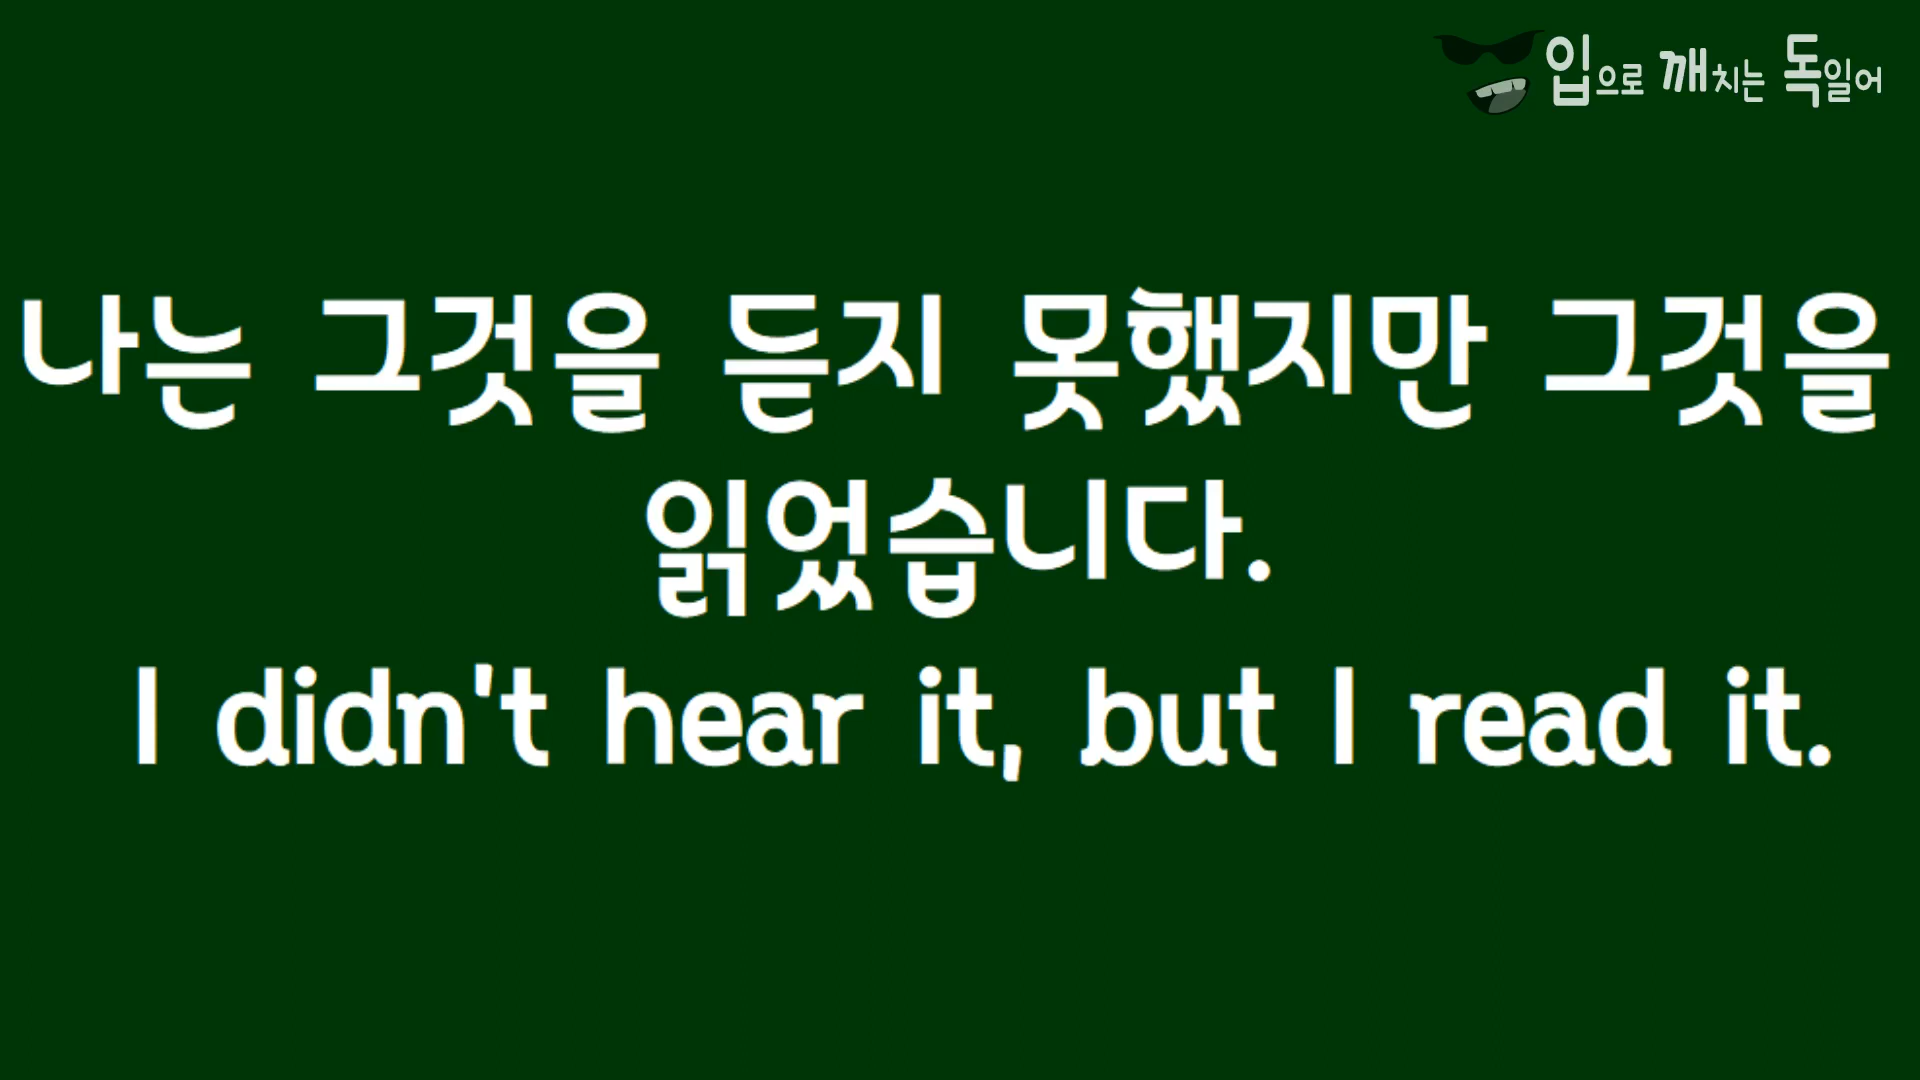 입으로 깨치는 독일어
나는 그것을 듣지 못했지만 그것을
읽었습니다.
I didn't hear it, but I read it.